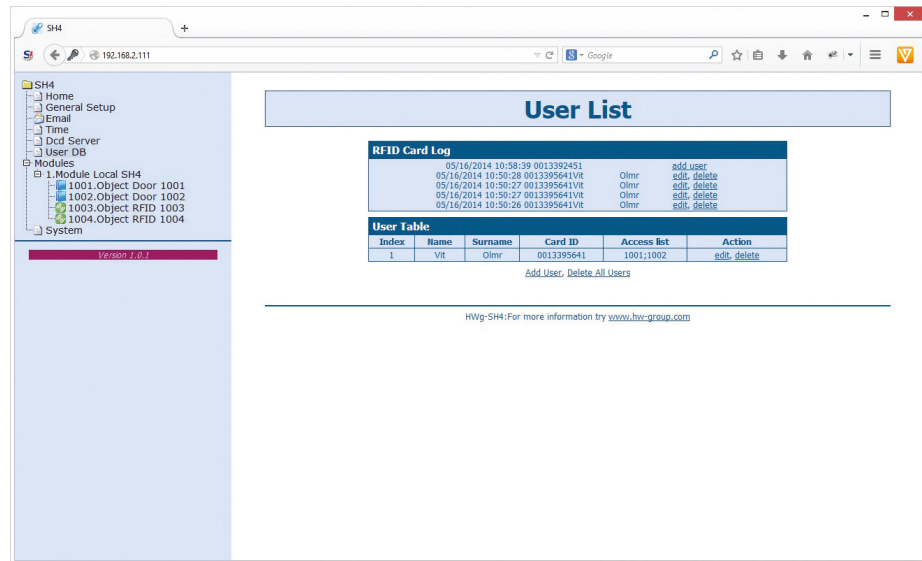 SH4
192.168.2.111
Google
SH4
Home
General Setup
Email
Time
Dcd Server
User DB
Modules
1.Module Local SH4
1001.Object Door 1001
1002.Object Door 1002
1003.Object RFID 1003
1004.Object RFID 1004
System
Version 1.0.1
User List
RFID Card Log
05/16/2014 10:58:39 0013392451 add user
05/16/2014 10:50:28 0013395641Vit Olmr edit, delete
05/16/2014 10:50:27 0013395641Vit Olmr edit, delete
05/16/2014 10:50:27 0013395641Vit Olmr edit, delete
05/16/2014 10:50:26 0013395641Vit Olmr edit, delete
User Table
Index Name Surname Card ID Access list Action
1 Vit Olmr 0013395641 1001;1002 edit, delete
Add User, Delete All Users
HWg-SH4:For more information try www.hw-group.com